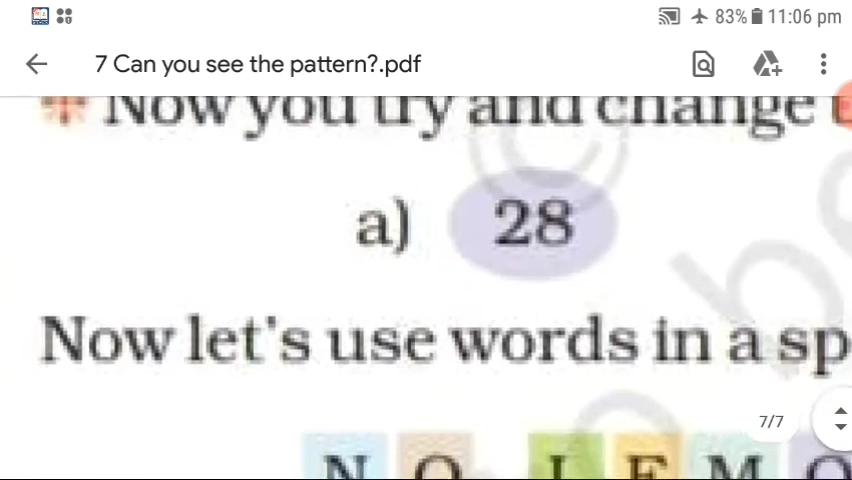 83% 11:06 pm
7 Can you see the pattern?.pdf
Now you try and change
a) 28
Now let's use words in a sp
7/7
N O L E M O